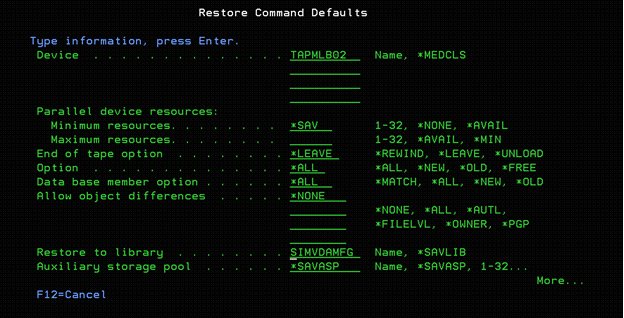 Restore Command Defaults
Type information, press Enter.
Device . . . . . . . . . . . . . . TAPMLB02 Name, *MEDCLS
Parallel device resources:
Minimum resources. . . . . . . . *SAV 1-32, *NONE, *AVAIL
Maximum resources. . . . . . . . 1-32, *AVAIL, *MIN
End of tape option . . . . . . . . *LEAVE *REWIND, *LEAVE, *UNLOAD
Option . . . . . . . . . . . . . . *ALL *ALL, *NEW, *OLD, *FREE
Data base member option . . . . . . *ALL *MATCH, *ALL, *NEW, *OLD
Allow object differences . . . . . *NONE
*NONE, *ALL, *AUTL,
*FILELVL, *OWNER, *PGP
Restore to library . . . . . . . . SIMVDAMFG Name, *SAVLIB
Auxiliary storage pool . . . . . . *SAVASP Name, *SAVASP, 1-32...
More...
F12=Cancel